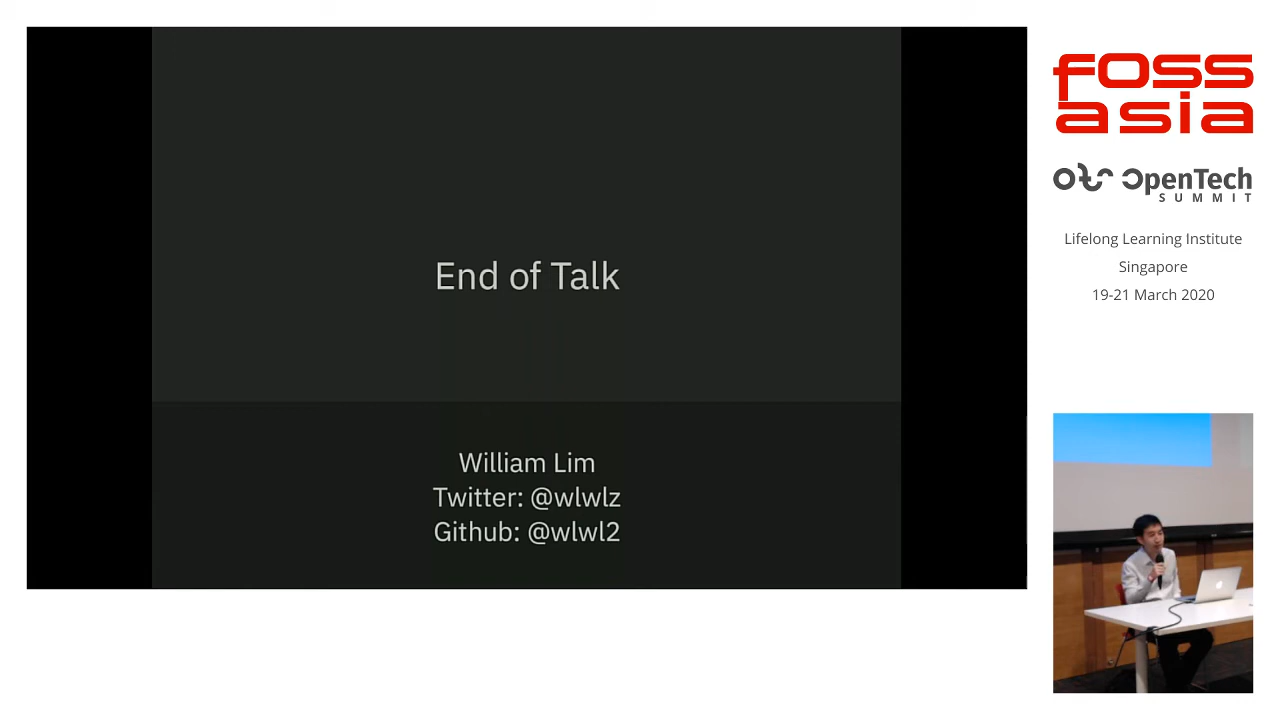 End of Talk
William Lim
Twitter: @wlwlz
Github: @wlwl2
foss
asia
OpenTech
SUMMIT
Lifelong Learning Institute
Singapore
19-21 March 2020